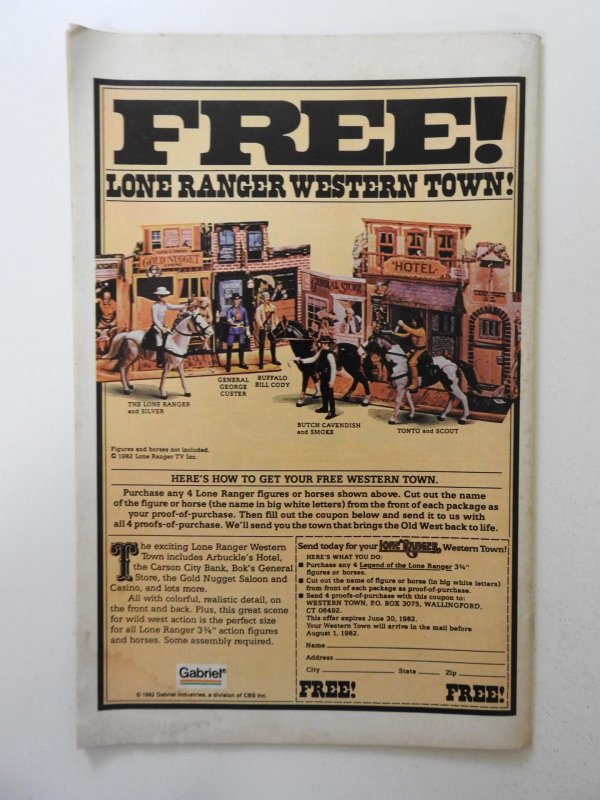 FREE!
LONE RANGER WESTERN TOWN!
GOLD NUGGET
CASINO
GENERAL STORE
HOTEL
THE LONE RANGER
and SILVER
GENERAL
GEORGE
CUSTER
BUFFALO
BILL CODY
BUTCH CAVENDISH
and SMOKE
TONTO and SCOUT
Figures and horses not included.
© 1982 Lone Ranger TV Inc.
HERE'S HOW TO GET YOUR FREE WESTERN TOWN.
Purchase any 4 Lone Ranger figures or horses shown above. Cut out the name
of the figure or horse (the name in big white letters) from the front of each package as
your proof-of-purchase. Then fill out the coupon below and send it to us with
all 4 proofs-of-purchase. We'll send you the town that brings the Old West back to life.
The exciting Lone Ranger Western
Town includes Arbuckle's Hotel,
the Carson City Bank, Bok's General
Store, the Gold Nugget Saloon and
Casino, and lots more.
All with colorful, realistic detail, on
the front and back. Plus, this great scene
for wild west action is the perfect size
for all Lone Ranger 3¾" action figures
and horses. Some assembly required.
Gabriel®
© 1982 Gabriel Industries, a division of CBS Inc.
Send today for your LONE RANGER Western Town!
HERE'S WHAT YOU DO:
■ Purchase any 4 Legend of the Lone Ranger 3¾"
figures or horses.
■ Cut out name of figure or horse (in big white letters)
from front of each package as proof-of-purchase.
■ Send 4 proofs-of-purchase with this coupon to:
WESTERN TOWN, P.O. BOX 3075, WALLINGFORD,
CT 06492.
This offer expires June 30, 1982.
Your Western Town will arrive in the mail before
August 1, 1982.
Name
Address
City State Zip
FREE! FREE!